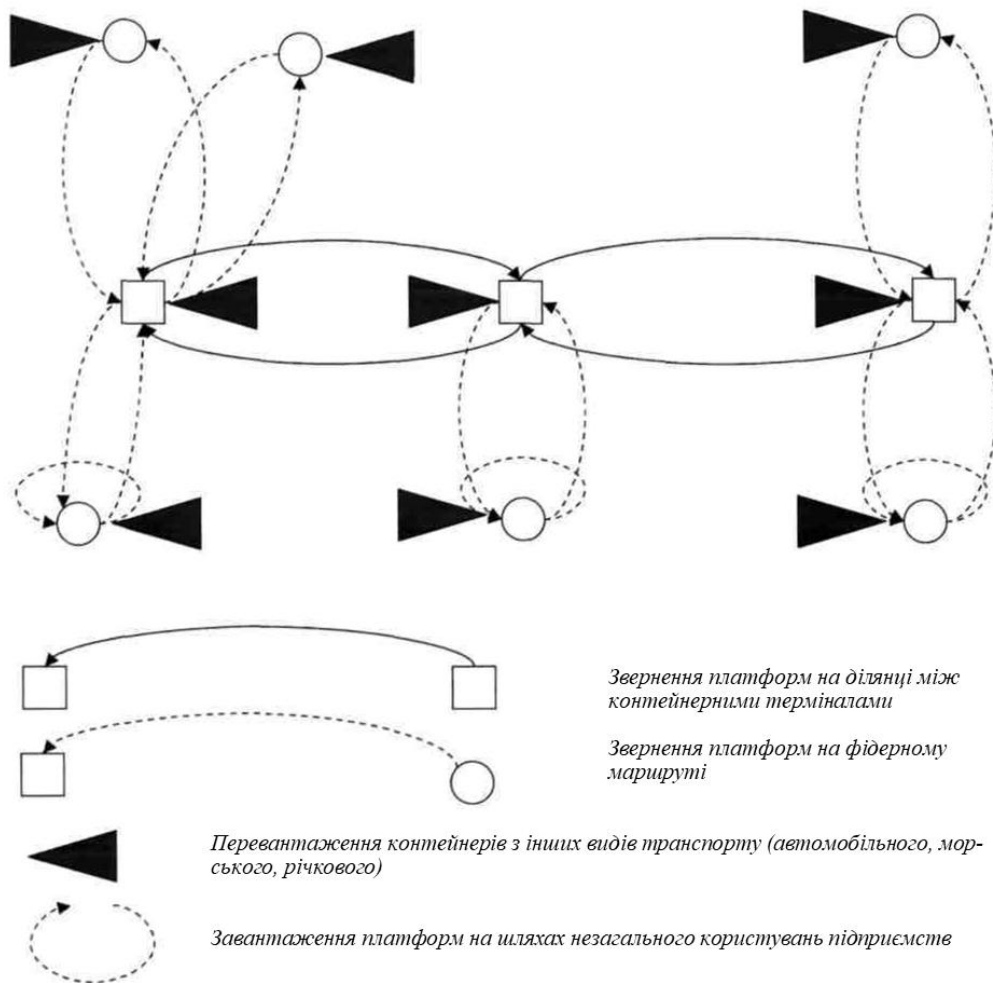 Звернення платформ на ділянці між
контейнерними терміналами
Звернення платформ на фідерному
маршруті
Перевантаження контейнерів з інших видів транспорту (автомобільного, мор-
ського, річкового)
Завантаження платформ на шляхах незагального користувань підприємств